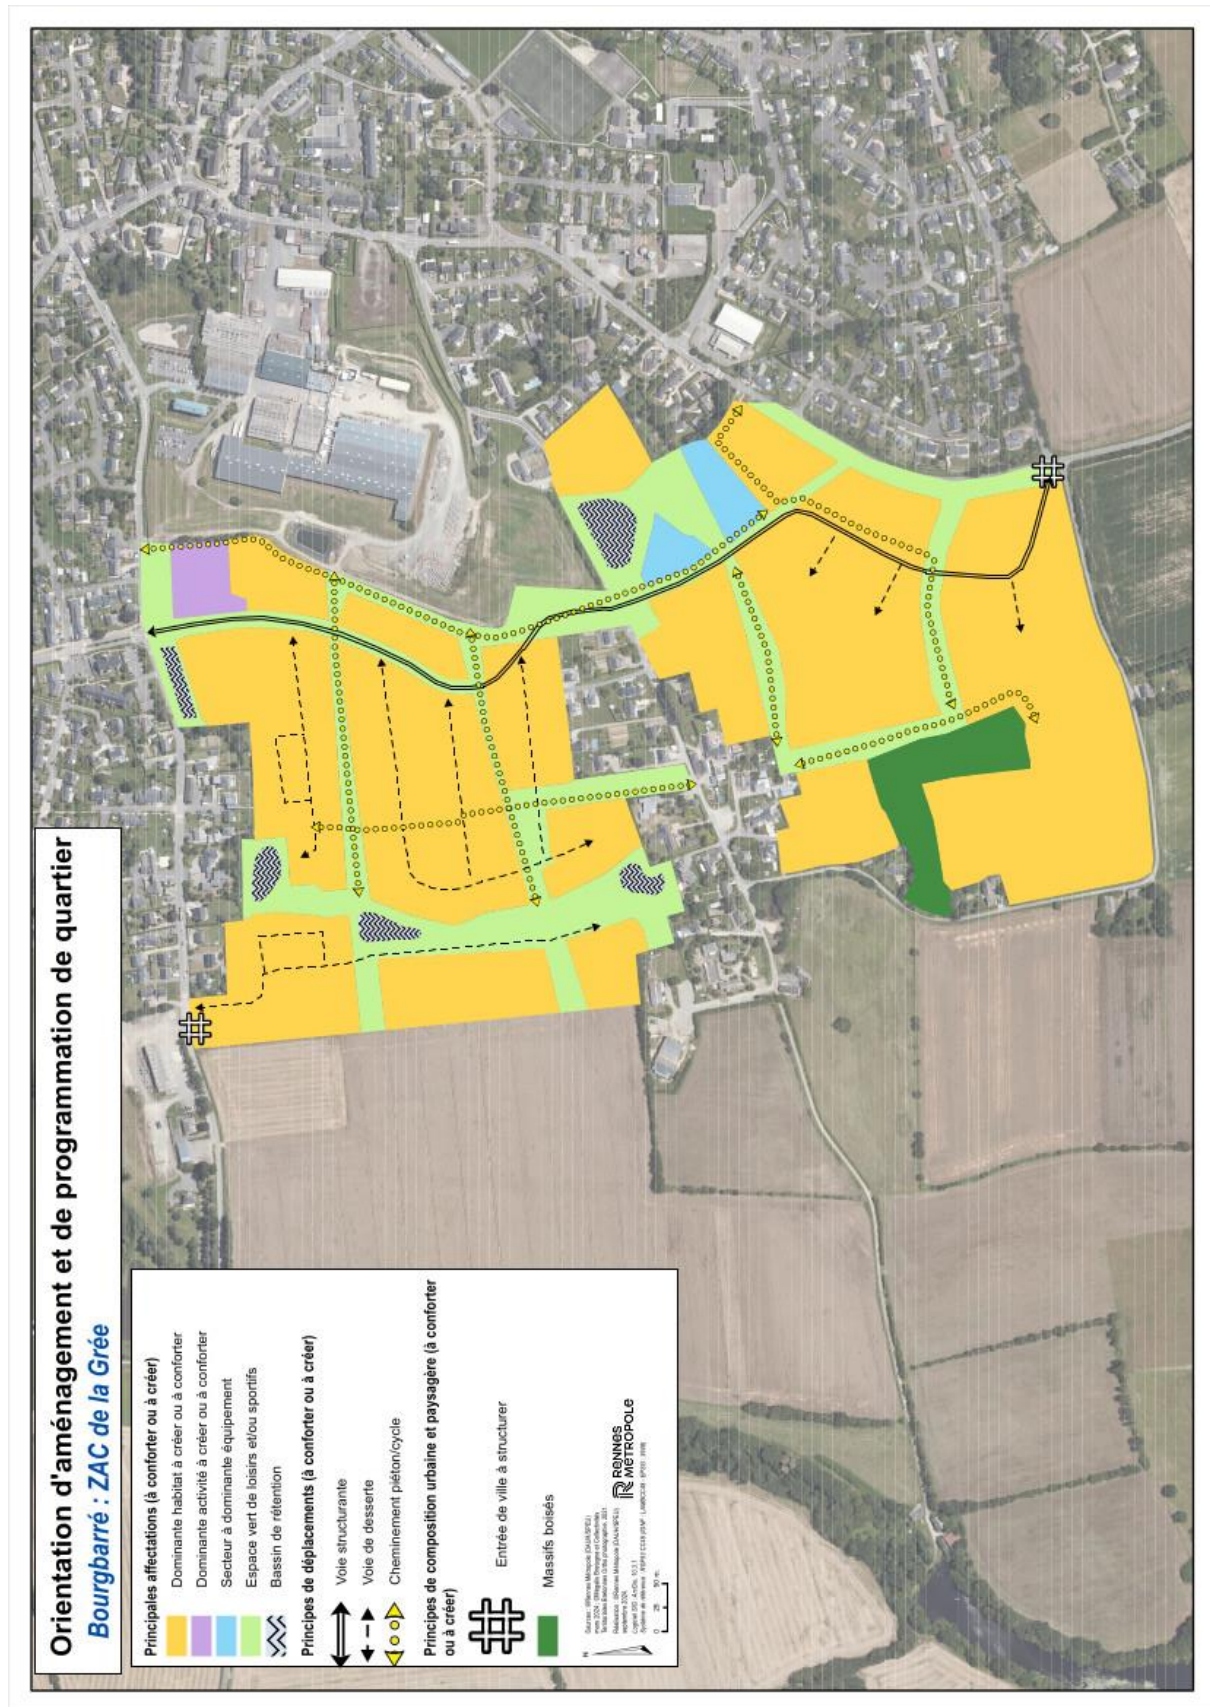 Orientation d'aménagement et de programmation de quartier
Bourgbarré : ZAC de la Grée
Principales affectations (à conforter ou à créer)
Dominante habitat à créer ou à conforter
Dominante activité à créer ou à conforter
Secteur à dominante équipement
Espace vert de loisirs et/ou sportifs
Bassin de rétention
Principes de déplacements (à conforter ou à créer)
Voie structurante
Voie de desserte
Cheminement piéton/cycle
Principes de composition urbaine et paysagère (à conforter
ou à créer)
Entrée de ville à structurer
Massifs boisés
N
0 25 50 m.
RENNES
MÉTROPOLE